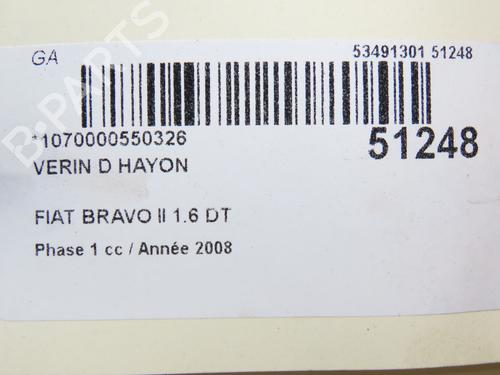 GA
53491301 51248
*1070000550326
51248
VERIN D HAYON
FIAT BRAVO II 1.6 DT
Phase 1 cc / Année 2008
B-PARTS